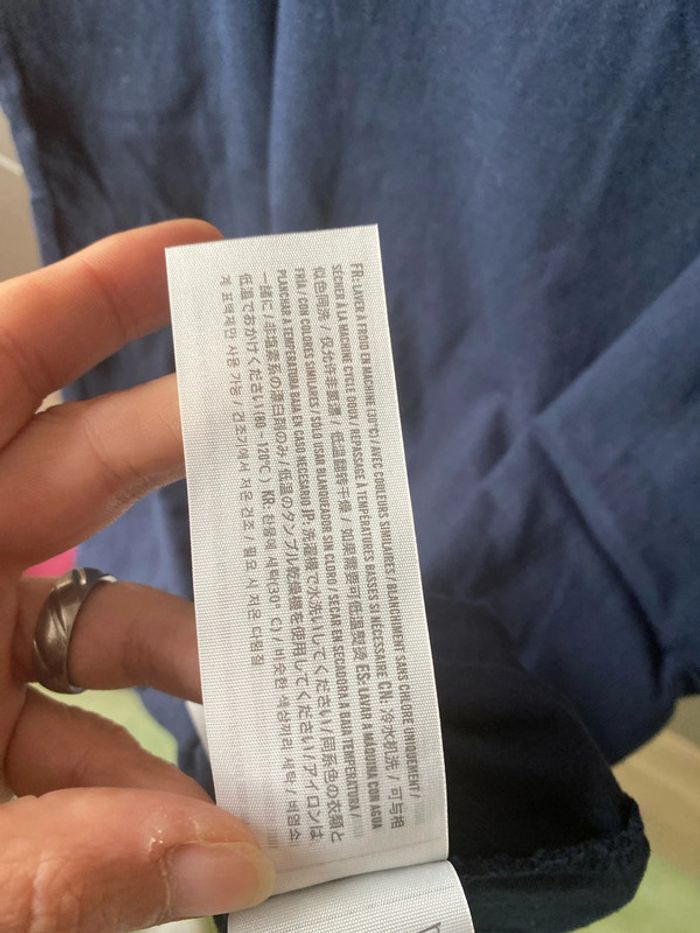 FR: LAVER À FROID EN MACHINE (30°C) / AVEC COULEURS SIMILAIRES / BLANCHIMENT SANS CHLORE UNIQUEMENT /
SÉCHER À LA MACHINE CYCLE DOUX / REPASSAGE À TEMPÉRATURES BASSES SI NÉCESSAIRE CN: 冷水机洗 / 可与相
似色同洗 / 仅允许非氯漂 / 低温翻转干燥 / 如果需要可低温熨烫 ES: LAVAR A MÁQUINA CON AGUA
FRÍA / CON COLORES SIMILARES / SÓLO USAR BLANQUEADOR SIN CLORO / SECAR EN SECADORA A BAJA TEMPERATURA /
PLANCHAR A TEMPERATURA BAJA EN CASO NECESARIO JP: 洗濯機で水洗いしてください / 同系色の衣類と
一緒に / 非塩素系の漂白剤のみ / 低温のタンブル乾燥機を使用してください / アイロンは
低温でおかけください (80 ~ 120℃) KR: 찬물에 세탁(30° C) / 비슷한 색상끼리 세탁 / 비염소
계 표백제만 사용 가능 / 건조기에서 저온 건조 / 필요 시 저온 다림질